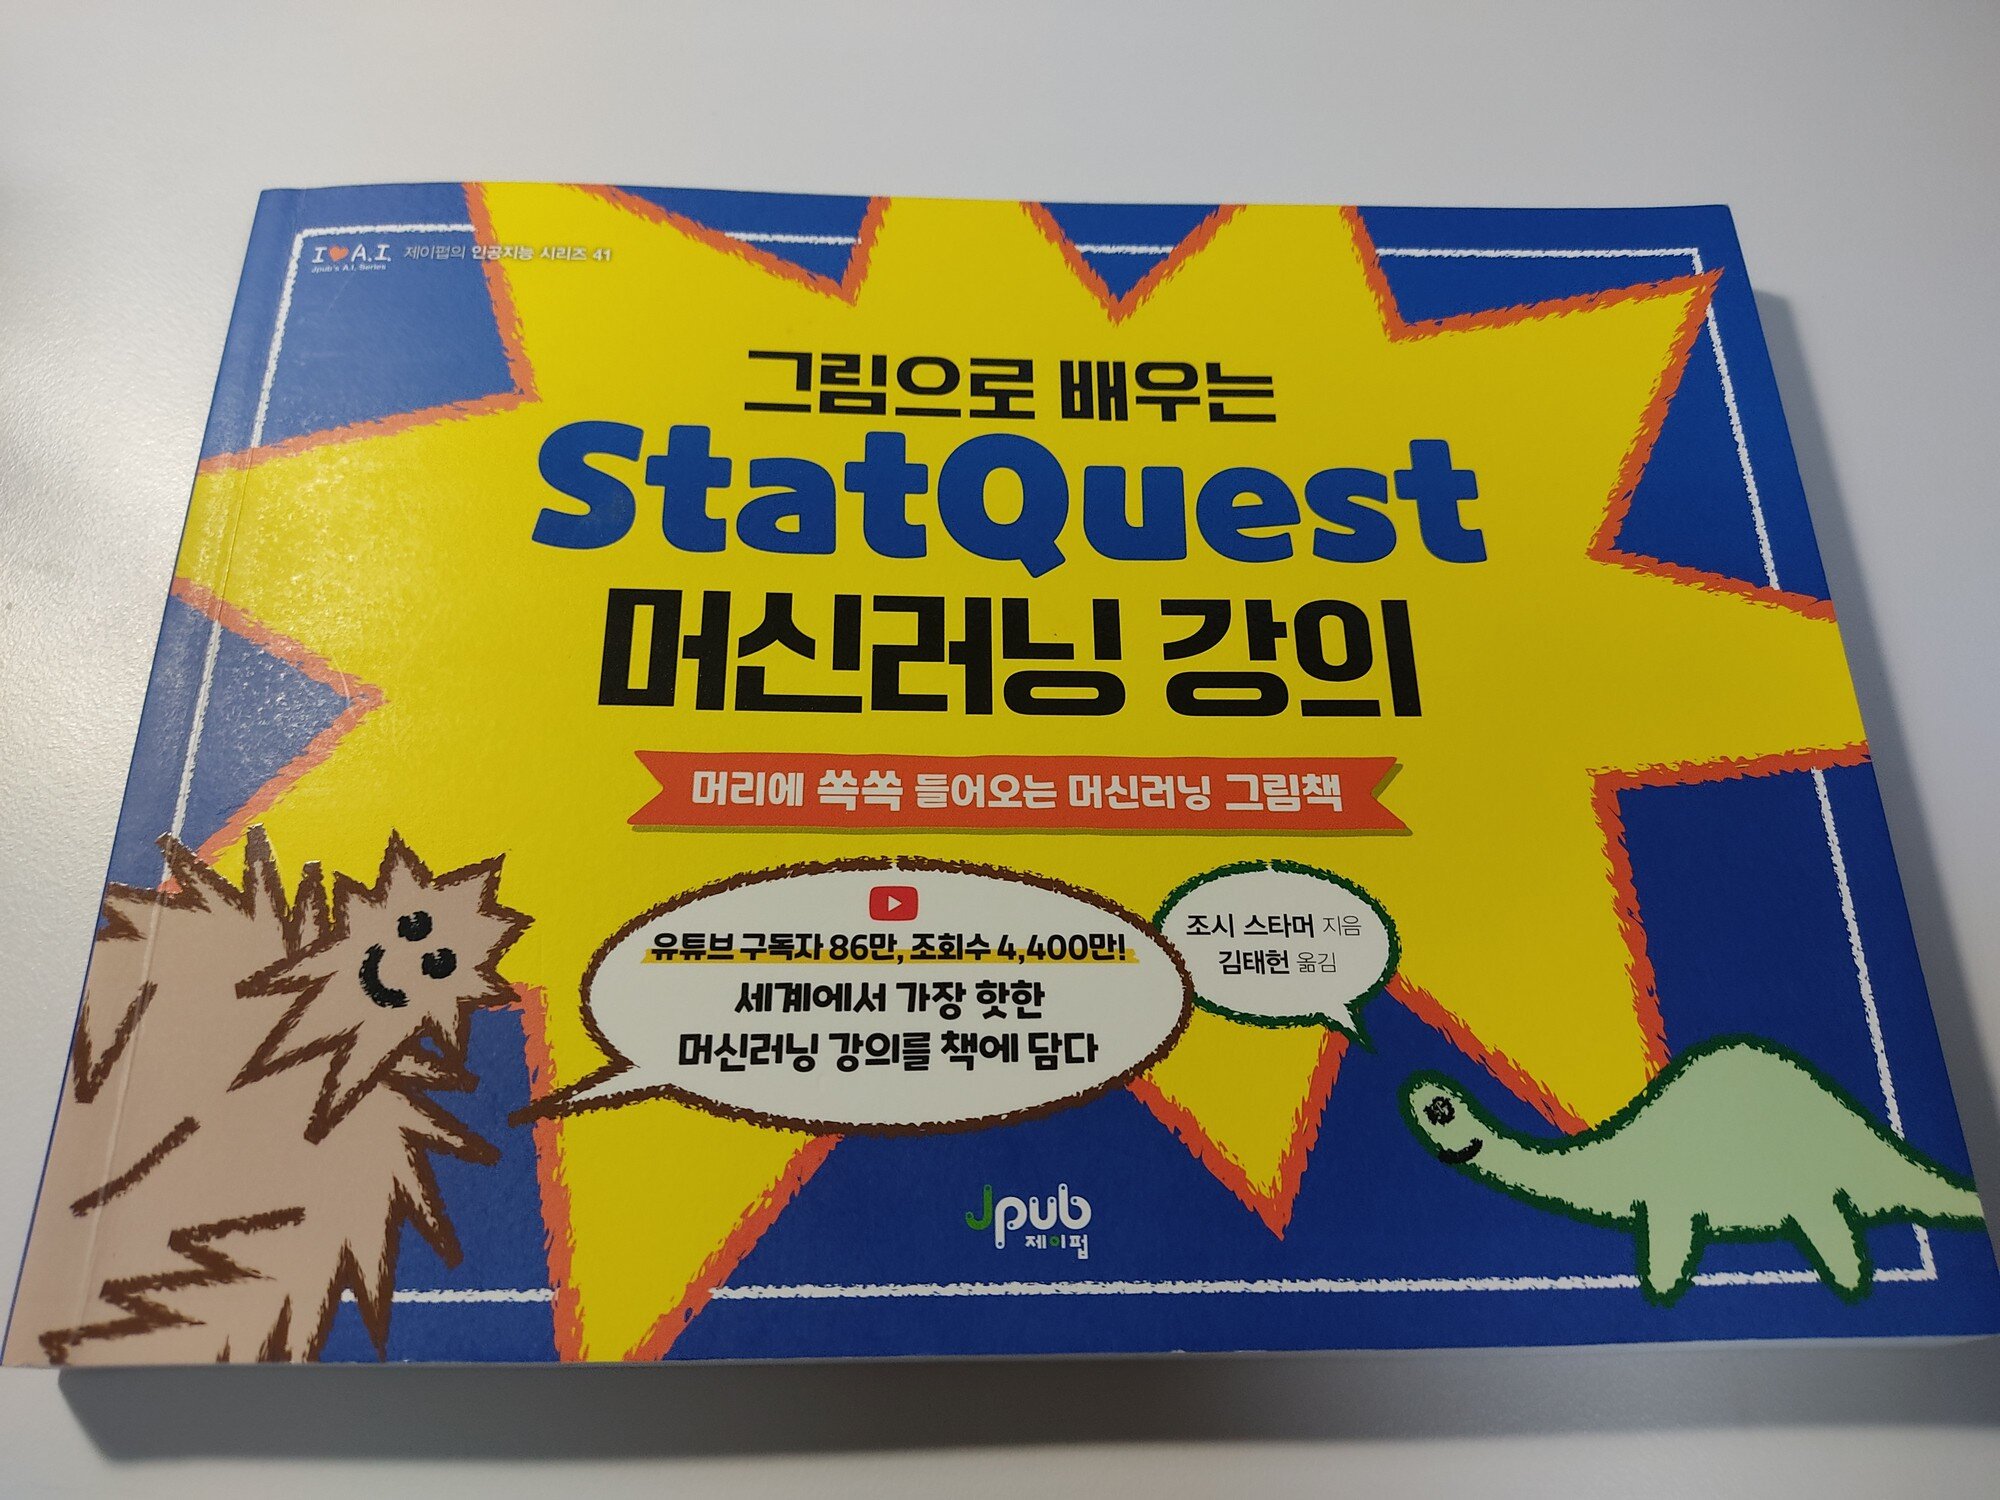 I ♥ A.I. 제이펍의 인공지능 시리즈 41
Jpub's A.I. Series
그림으로 배우는
StatQuest
머신러닝 강의
머리에 쏙쏙 들어오는 머신러닝 그림책
유튜브 구독자 86만, 조회수 4,400만!
세계에서 가장 핫한
머신러닝 강의를 책에 담다
조시 스타머 지음
김태헌 옮김
Jpub
제이펍